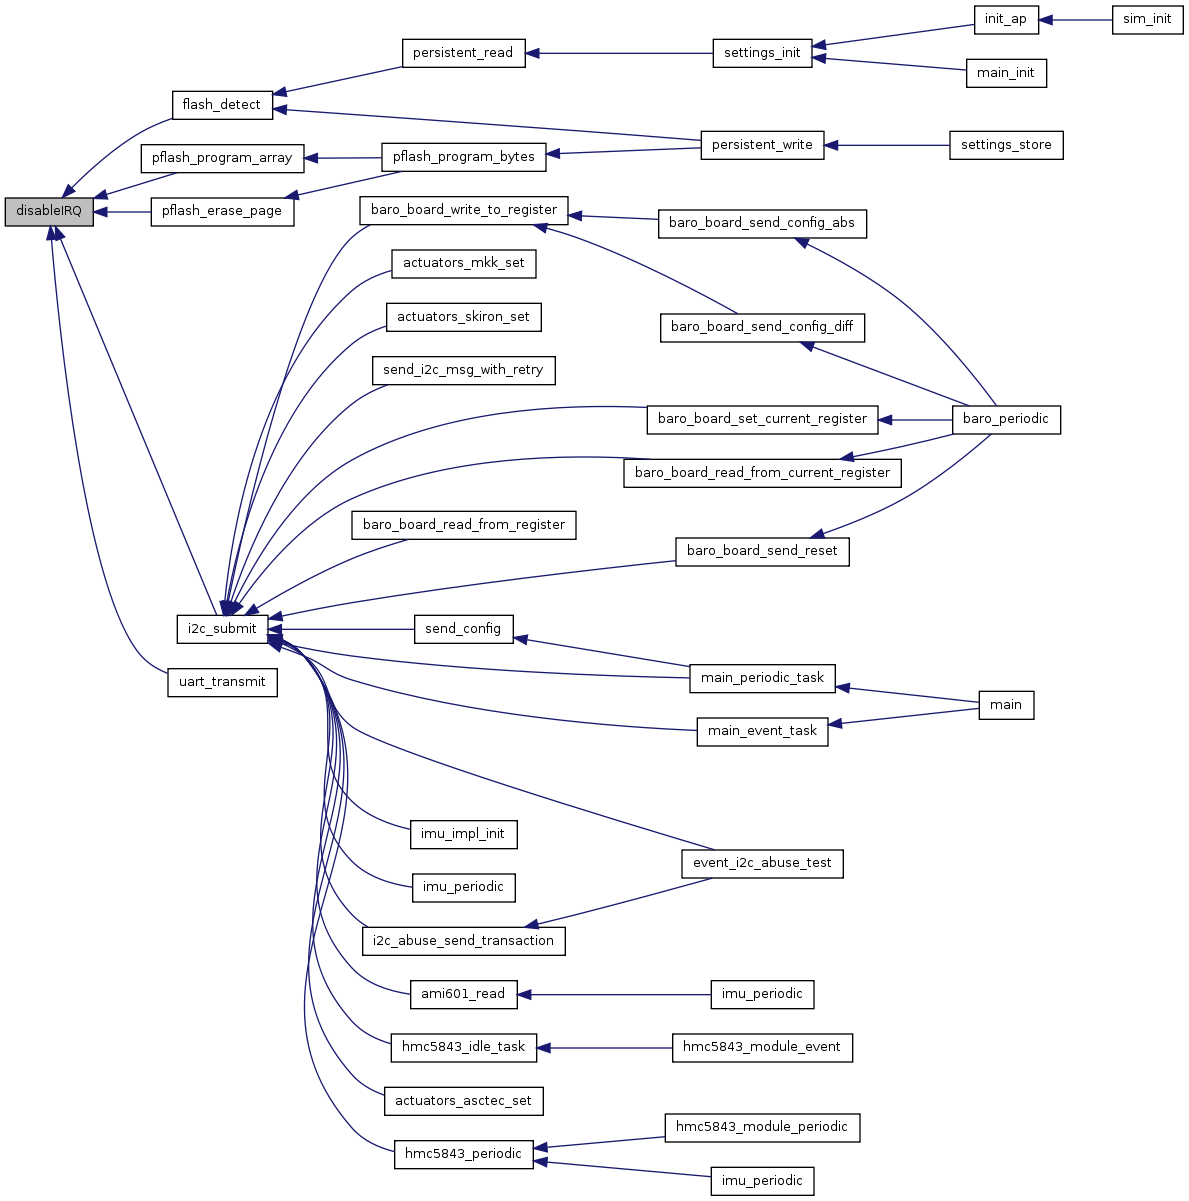 init_ap
sim_init
persistent_read
settings_init
main_init
flash_detect
persistent_write
settings_store
pflash_program_array
pflash_program_bytes
disableIRQ
pflash_erase_page
baro_board_write_to_register
baro_board_send_config_abs
actuators_mkk_set
actuators_skiron_set
baro_board_send_config_diff
send_i2c_msg_with_retry
baro_board_set_current_register
baro_periodic
baro_board_read_from_current_register
baro_board_read_from_register
baro_board_send_reset
i2c_submit
send_config
uart_transmit
main_periodic_task
main
main_event_task
imu_impl_init
event_i2c_abuse_test
imu_periodic
i2c_abuse_send_transaction
ami601_read
imu_periodic
hmc5843_idle_task
hmc5843_module_event
actuators_asctec_set
hmc5843_module_periodic
hmc5843_periodic
imu_periodic